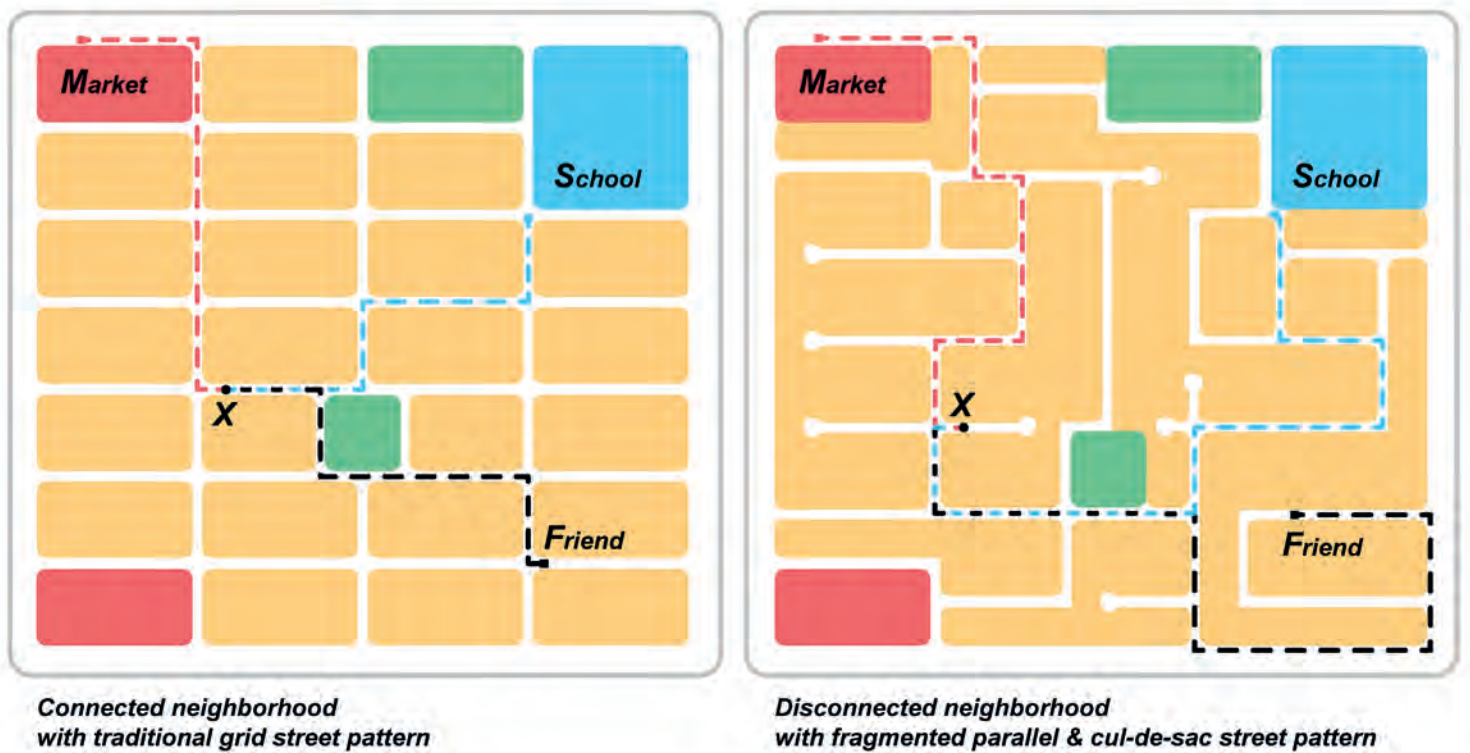 Market
School
X
Friend
Connected neighborhood
with traditional grid street pattern
Market
School
X
Friend
Disconnected neighborhood
with fragmented parallel & cul-de-sac street pattern